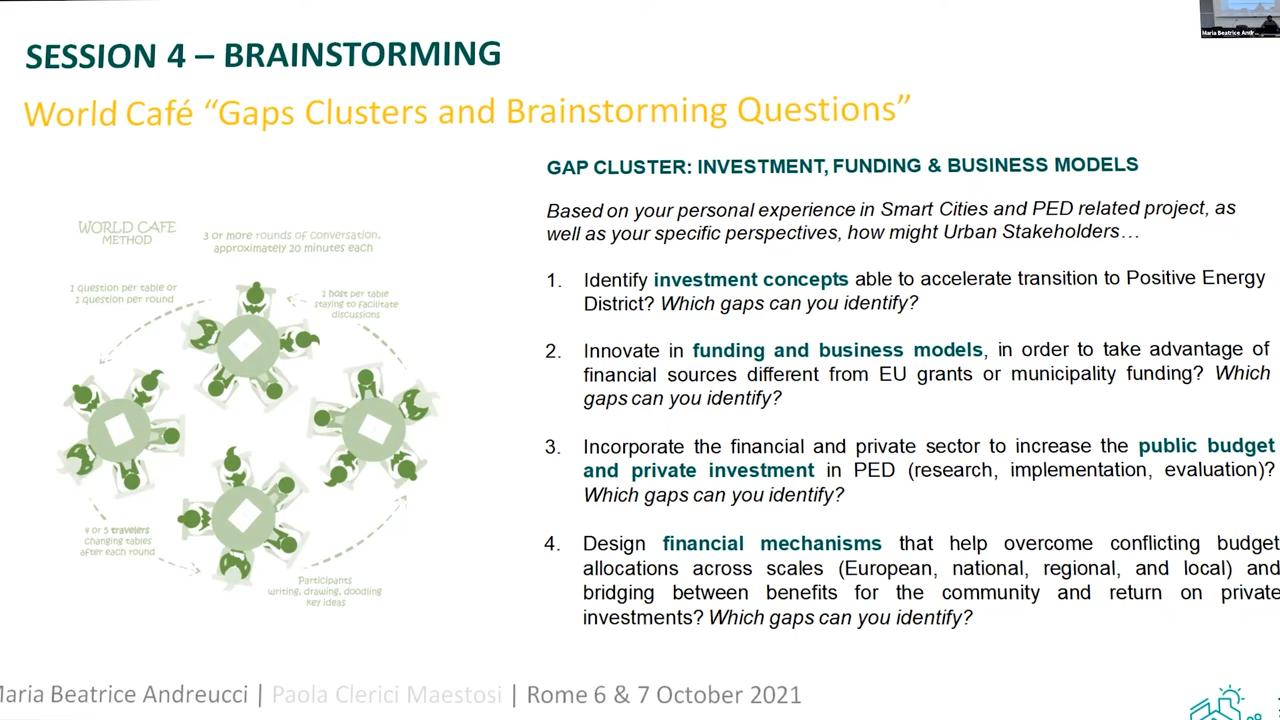 Maria Beatrice Andr...
SESSION 4 – BRAINSTORMING
World Café “Gaps Clusters and Brainstorming Questions”
WORLD CAFE
METHOD
3 or more rounds of conversation,
approximately 20 minutes each
1 question per table or
1 question per round
1 host per table
staying to facilitate
discussions
4 or 5 travelers
changing tables
after each round
Participants
writing, drawing, doodling
key ideas
GAP CLUSTER: INVESTMENT, FUNDING & BUSINESS MODELS
Based on your personal experience in Smart Cities and PED related project, as
well as your specific perspectives, how might Urban Stakeholders…
1. Identify investment concepts able to accelerate transition to Positive Energy
District? Which gaps can you identify?
2. Innovate in funding and business models, in order to take advantage of
financial sources different from EU grants or municipality funding? Which
gaps can you identify?
3. Incorporate the financial and private sector to increase the public budget
and private investment in PED (research, implementation, evaluation)?
Which gaps can you identify?
4. Design financial mechanisms that help overcome conflicting budget
allocations across scales (European, national, regional, and local) and
bridging between benefits for the community and return on private
investments? Which gaps can you identify?
Maria Beatrice Andreucci | Paola Clerici Maestosi | Rome 6 & 7 October 2021